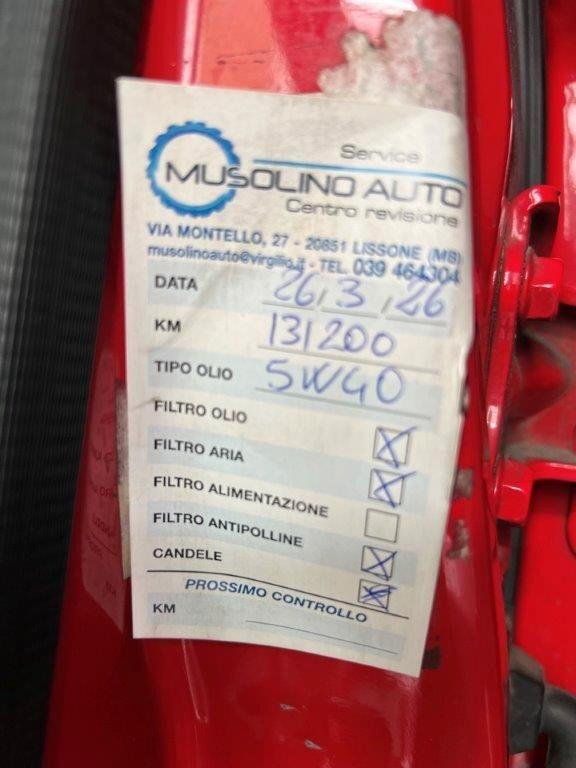 Service
MUSOLINO AUTO
Centro revisione
VIA MONTELLO, 27 - 20851 LISSONE (MB)
musolinoauto@virgilio.it - TEL. 039 464304
DATA 26,3,26
KM 131200
TIPO OLIO 5W40
FILTRO OLIO
FILTRO ARIA
FILTRO ALIMENTAZIONE
FILTRO ANTIPOLLINE
CANDELE
PROSSIMO CONTROLLO
KM